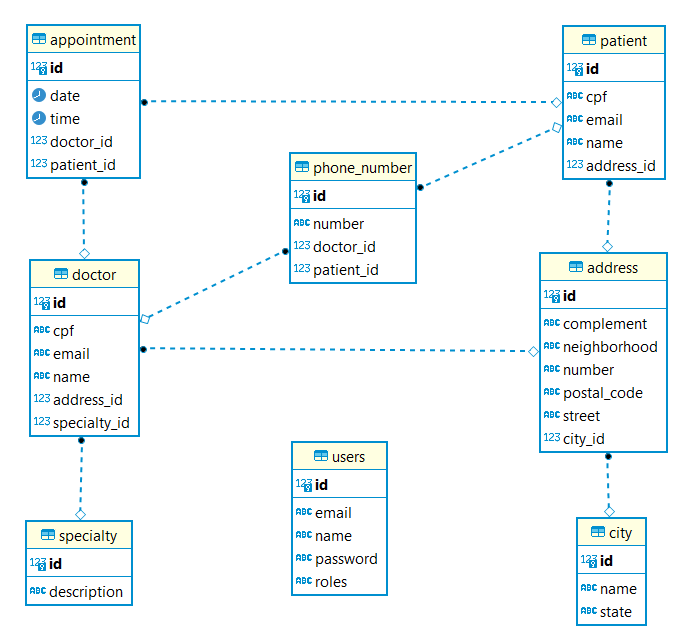 appointment
123 id
date
time
123 doctor_id
123 patient_id
patient
123 id
ABC cpf
ABC email
ABC name
123 address_id
phone_number
123 id
ABC number
123 doctor_id
123 patient_id
doctor
123 id
ABC cpf
ABC email
ABC name
123 address_id
123 specialty_id
address
123 id
ABC complement
ABC neighborhood
ABC number
ABC postal_code
ABC street
123 city_id
users
123 id
ABC email
ABC name
ABC password
ABC roles
specialty
123 id
ABC description
city
123 id
ABC name
ABC state